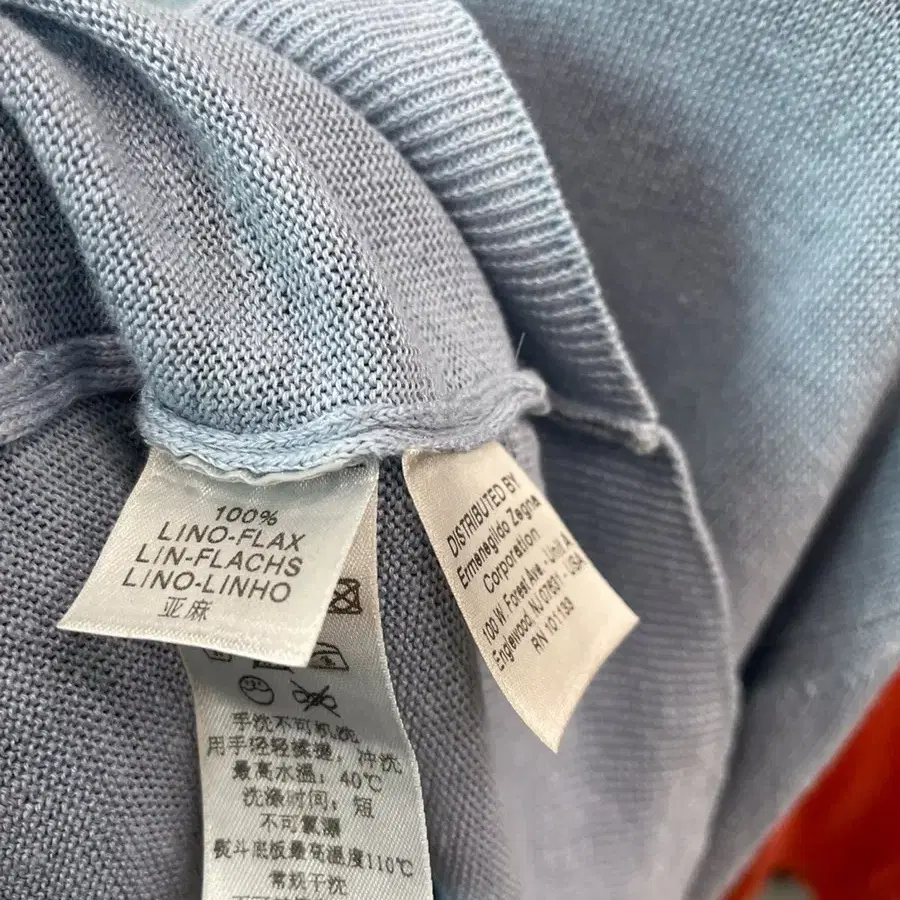 100%
LINO-FLAX
LIN-FLACHS
LINO-LINHO
亚麻
DISTRIBUTED BY
Ermenegildo Zegna
Corporation
100 W Forest Ave - Unit A
Englewood, NJ 07631 - USA
RN 101133
手洗不可机洗
用手轻轻揉搓，冲洗
最高水温：40℃
洗涤时间：短
不可氯漂
熨斗底板最高温度110℃
常规干洗